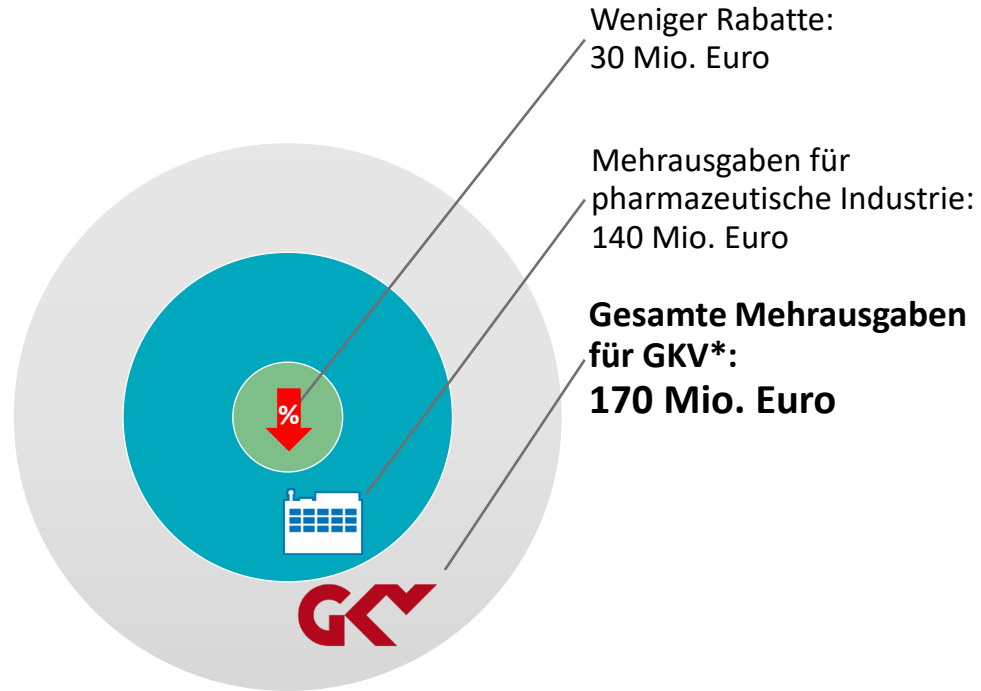 Weniger Rabatte:
30 Mio. Euro
Mehrausgaben für
pharmazeutische Industrie:
140 Mio. Euro
Gesamte Mehrausgaben
für GKV*:
170 Mio. Euro
%
GKV